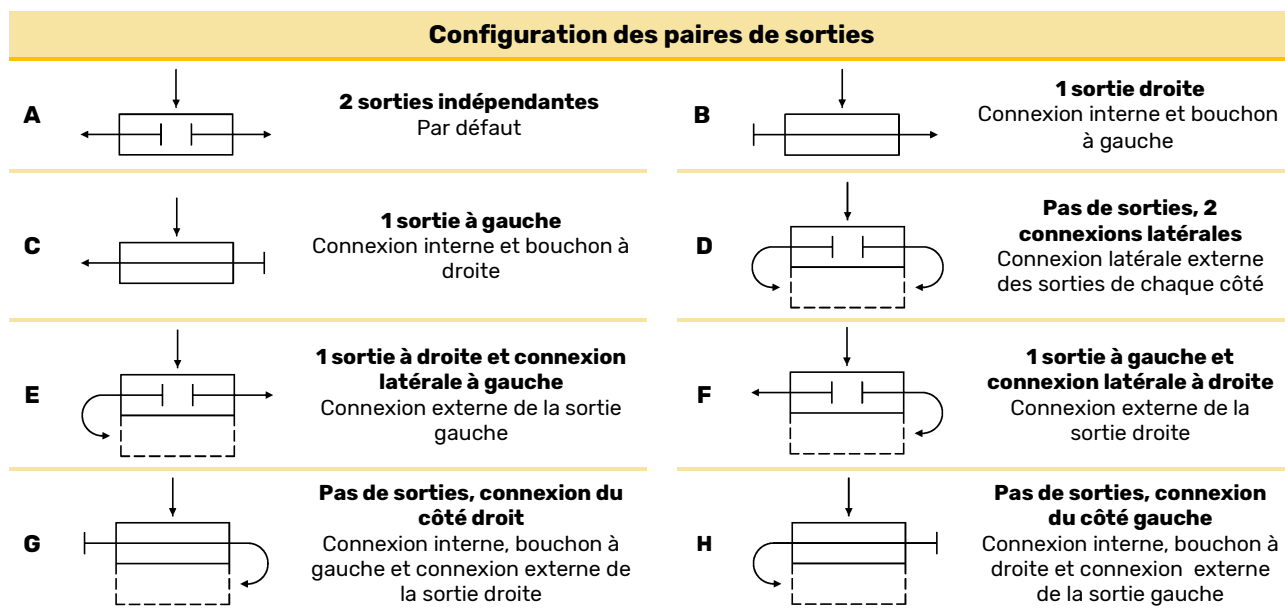 Configuration des paires de sorties
A
2 sorties indépendantes
Par défaut
B
1 sortie droite
Connexion interne et bouchon
à gauche
C
1 sortie à gauche
Connexion interne et bouchon à
droite
D
Pas de sorties, 2
connexions latérales
Connexion latérale externe
des sorties de chaque côté
E
1 sortie à droite et connexion
latérale à gauche
Connexion externe de la sortie
gauche
F
1 sortie à gauche et
connexion latérale à droite
Connexion externe de la
sortie droite
G
Pas de sorties, connexion du
côté droit
Connexion interne, bouchon à
gauche et connexion externe de
la sortie droite
H
Pas de sorties, connexion
du côté gauche
Connexion interne, bouchon à
droite et connexion externe
de la sortie gauche